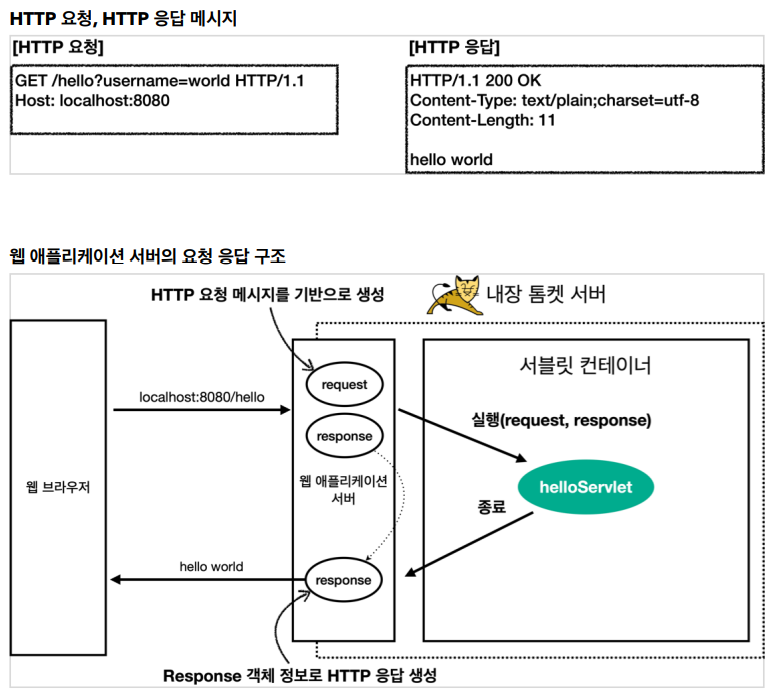 HTTP 요청, HTTP 응답 메시지
[HTTP 요청]
GET /hello?username=world HTTP/1.1
Host: localhost:8080
[HTTP 응답]
HTTP/1.1 200 OK
Content-Type: text/plain;charset=utf-8
Content-Length: 11
hello world
웹 애플리케이션 서버의 요청 응답 구조
HTTP 요청 메시지를 기반으로 생성
내장 톰켓 서버
서블릿 컨테이너
request
localhost:8080/hello
실행(request, response)
response
웹 애플리케이션
서버
웹 브라우저
helloServlet
종료
hello world
response
Response 객체 정보로 HTTP 응답 생성